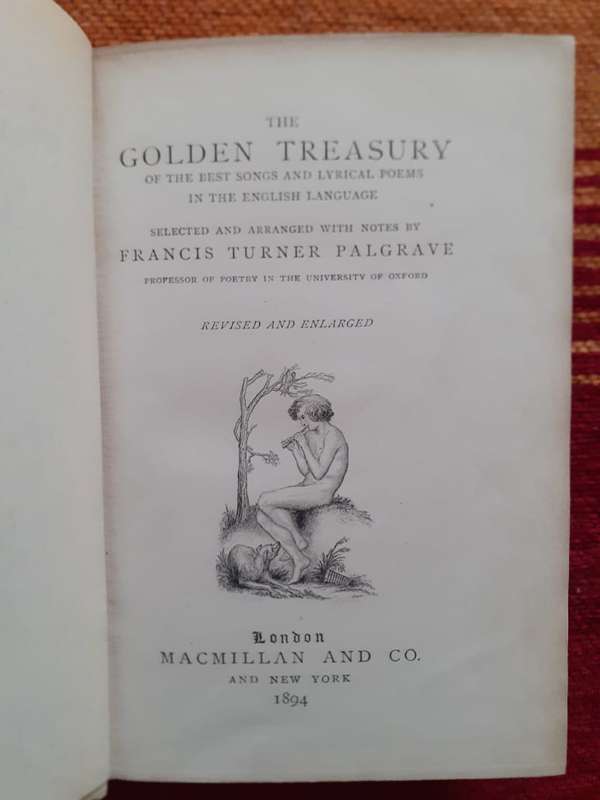 THE
GOLDEN TREASURY
OF THE BEST SONGS AND LYRICAL POEMS
IN THE ENGLISH LANGUAGE
SELECTED AND ARRANGED WITH NOTES BY
FRANCIS TURNER PALGRAVE
PROFESSOR OF POETRY IN THE UNIVERSITY OF OXFORD
REVISED AND ENLARGED
London
MACMILLAN AND CO.
AND NEW YORK
1894